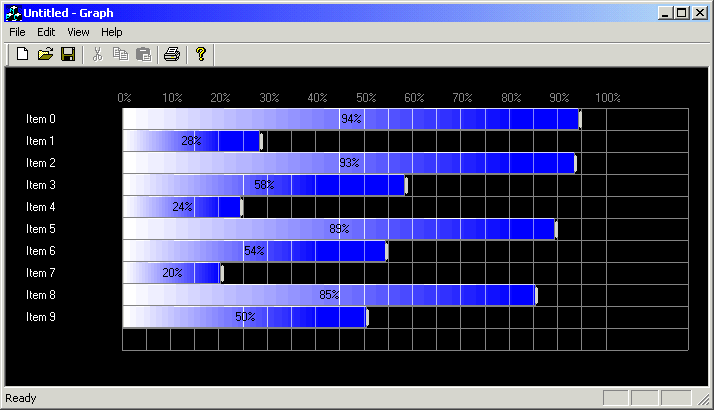 Untitled - Graph
File Edit View Help
?
0% 10% 20% 30% 40% 50% 60% 70% 80% 90% 100%
Item 0 94%
Item 1 28%
Item 2 93%
Item 3 58%
Item 4 24%
Item 5 89%
Item 6 54%
Item 7 20%
Item 8 85%
Item 9 50%
Ready